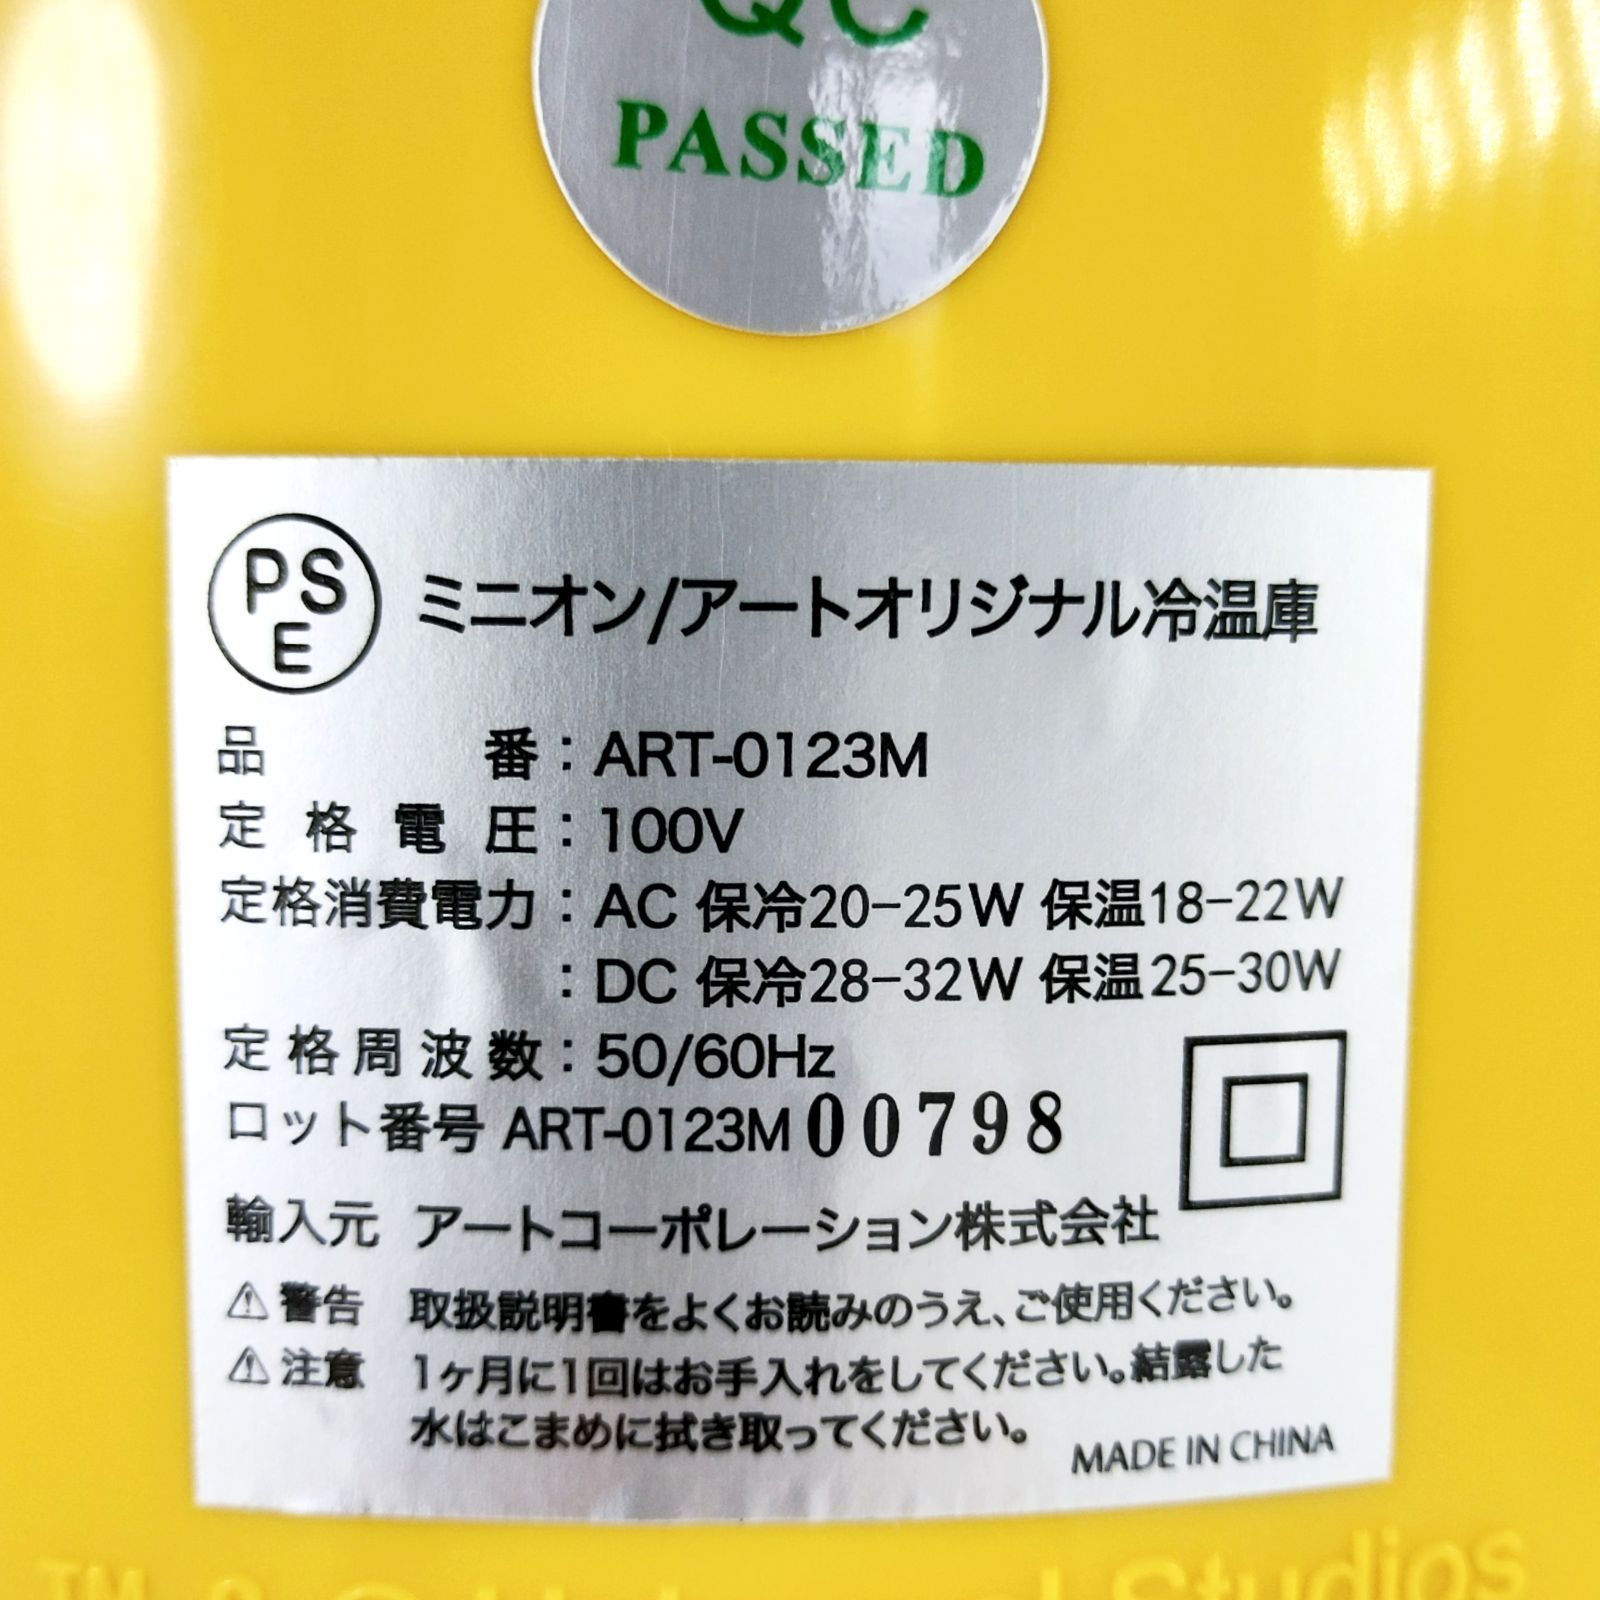 QC
PASSED
PS
E
ミニオン/アートオリジナル冷温庫
品番：ART-0123M
定格電圧：100V
定格消費電力：AC 保冷20-25W 保温18-22W
：DC 保冷28-32W 保温25-30W
定格周波数：50/60Hz
ロット番号 ART-0123M 00798
輸入元 アートコーポレーション株式会社
⚠警告 取扱説明書をよくお読みのうえ、ご使用ください。
⚠注意 1ヶ月に1回はお手入れをしてください。結露した
水はこまめに拭き取ってください。
MADE IN CHINA
™ & © Universal Studios